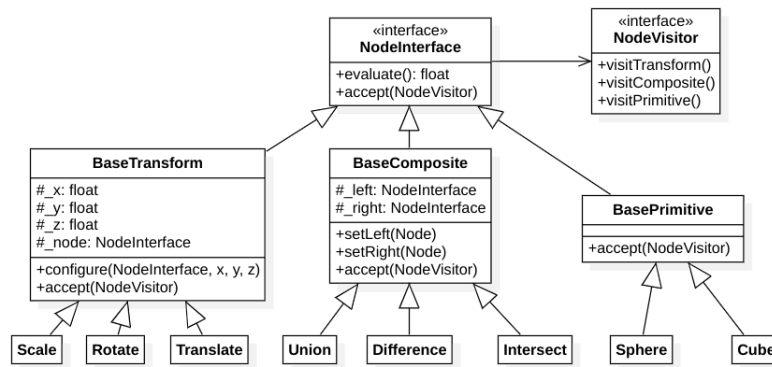 «interface»
NodeInterface
+evaluate(): float
+accept(NodeVisitor)
«interface»
NodeVisitor
+visitTransform()
+visitComposite()
+visitPrimitive()
BaseTransform
#_x: float
#_y: float
#_z: float
#_node: NodeInterface
+configure(NodeInterface, x, y, z)
+accept(NodeVisitor)
BaseComposite
#_left: NodeInterface
#_right: NodeInterface
+setLeft(Node)
+setRight(Node)
+accept(NodeVisitor)
BasePrimitive
+accept(NodeVisitor)
Scale
Rotate
Translate
Union
Difference
Intersect
Sphere
Cube